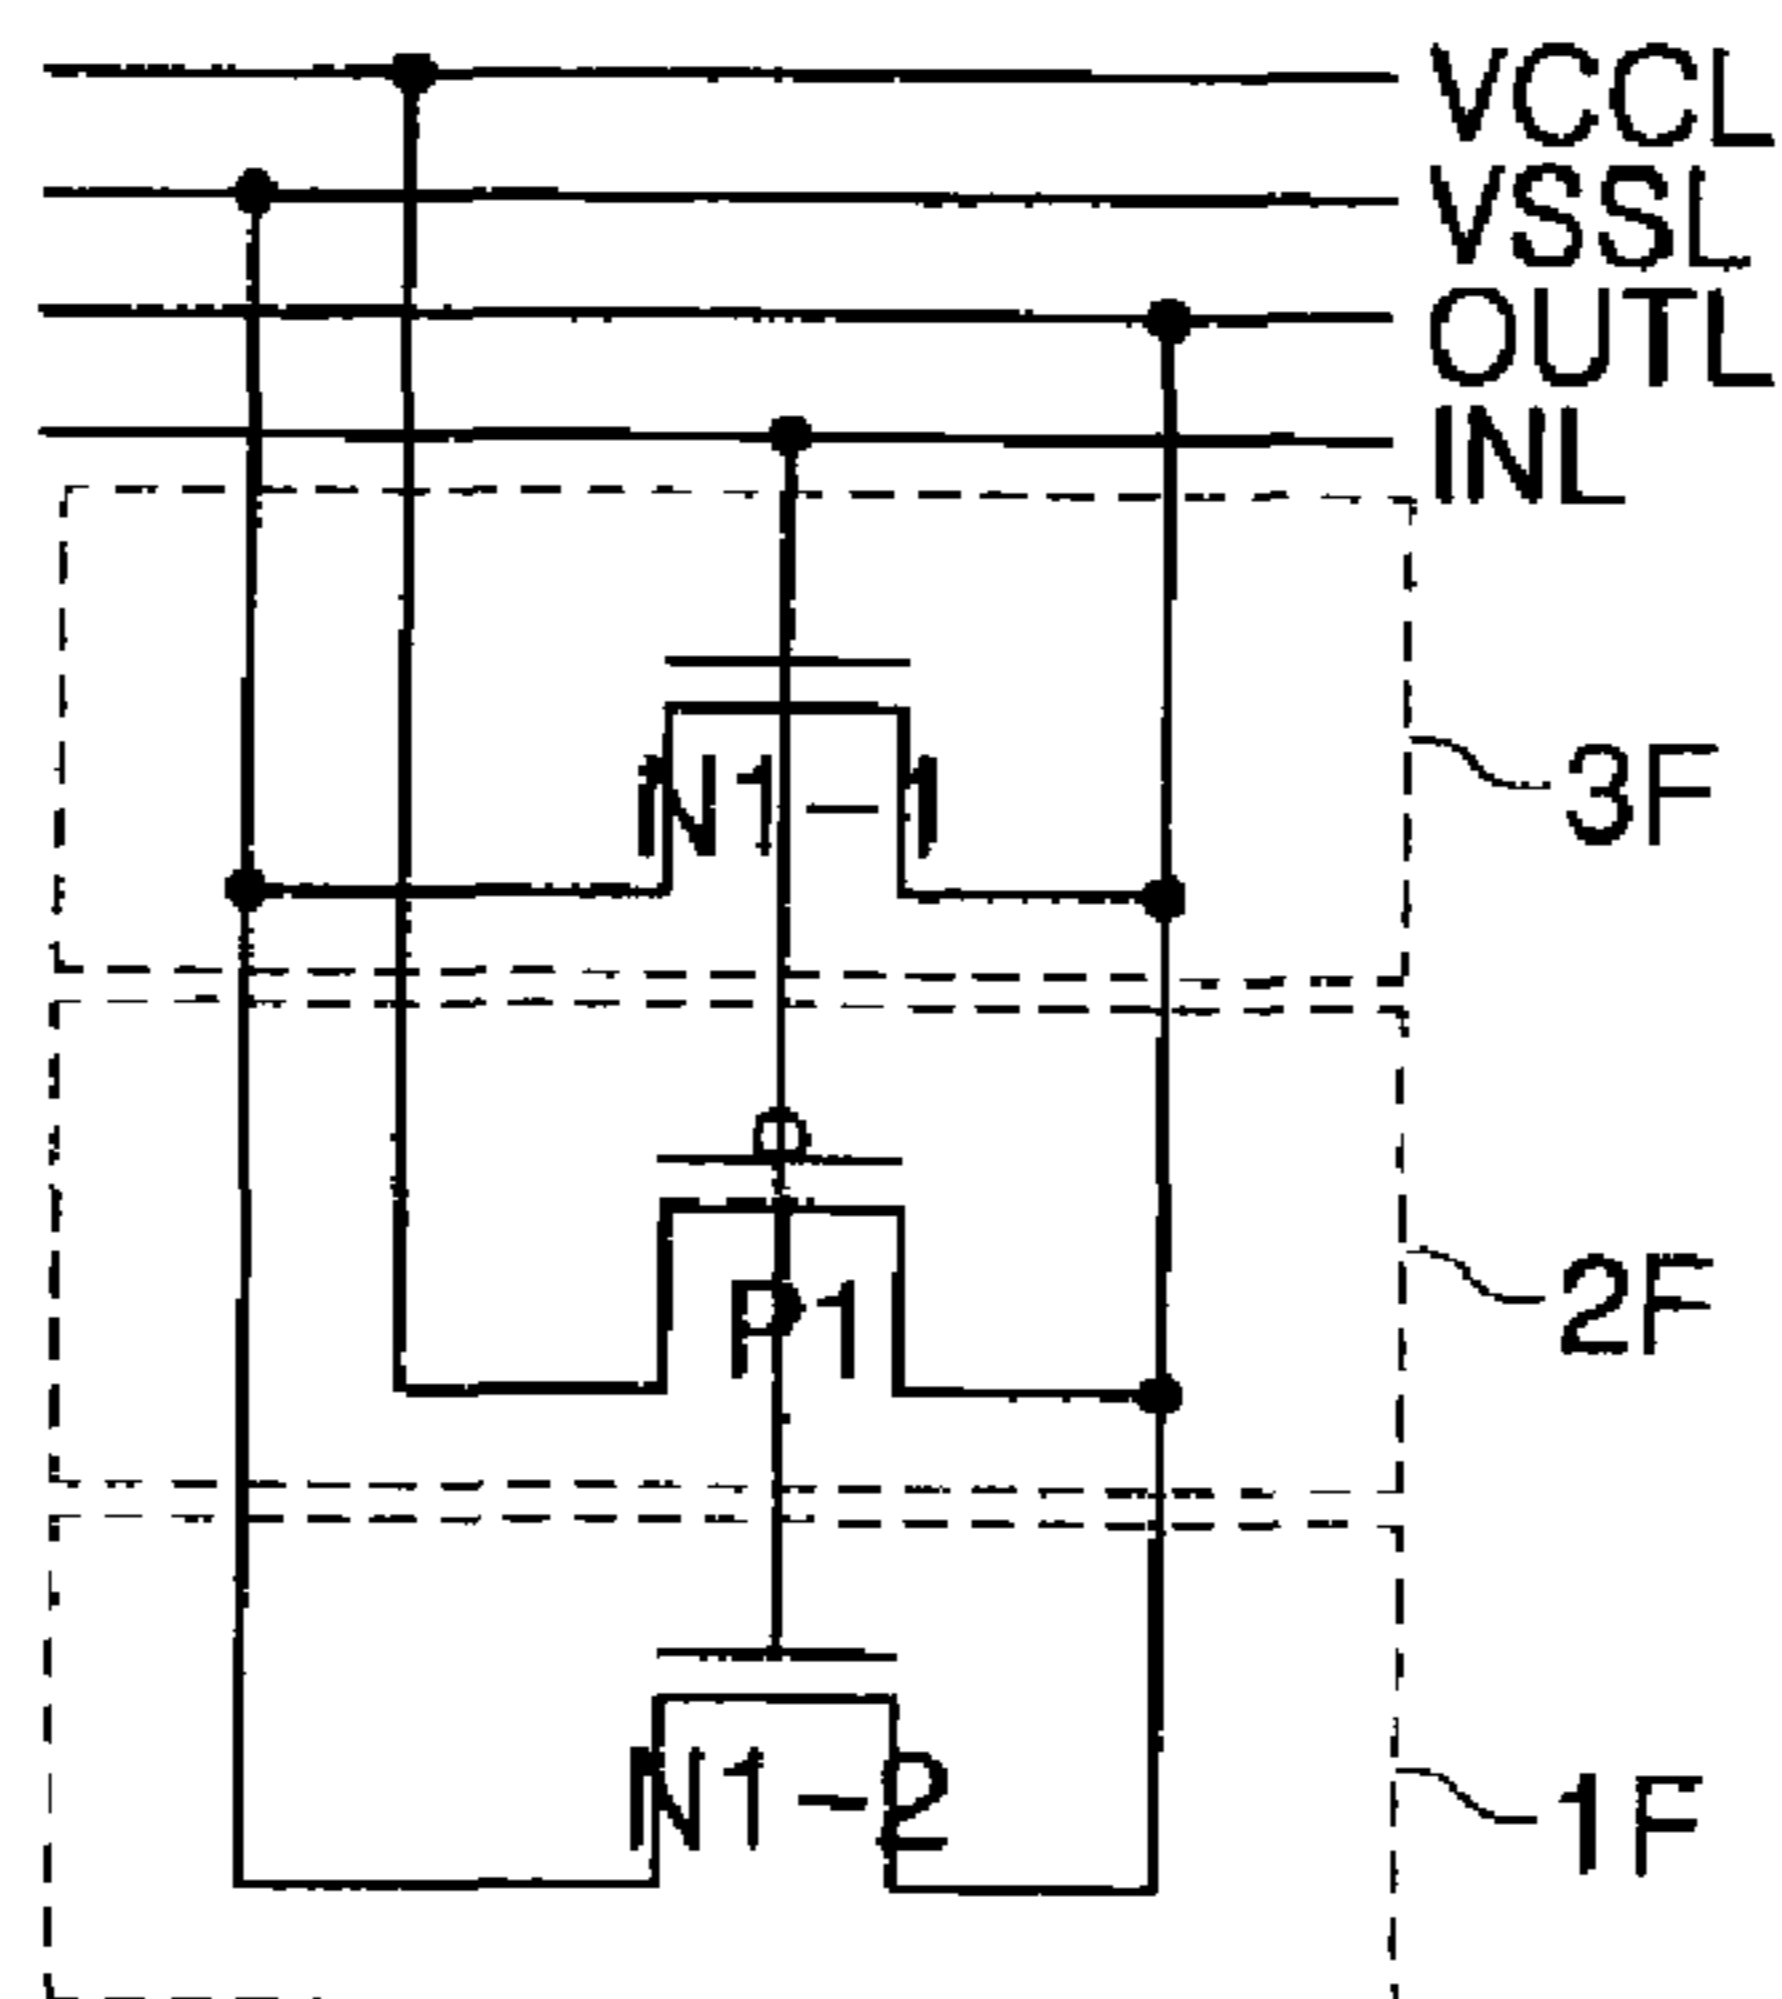 VCCL
VSSL
OUTL
INL
N1-1
3F
P1
2F
N1-2
1F